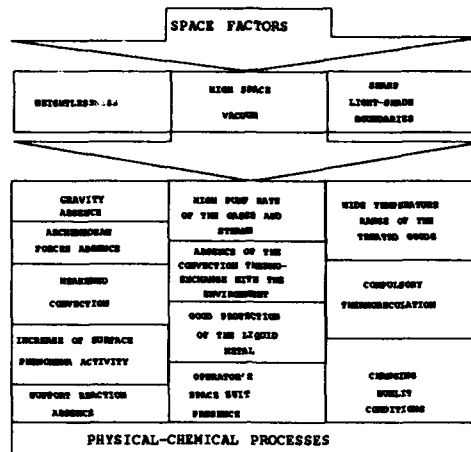 SPACE FACTORS
WEIGHTLESSNESS
HIGH SPACE
VACUUM
SHARP
LIGHT-SHADE
BOUNDARIES
GRAVITY
ABSENCE
ARCHIMEDEAN
FORCES ABSENCE
WEAKENED
CONVECTION
INCREASE OF SURFACE
PHENOMENA ACTIVITY
SUPPORT REACTION
ABSENCE
HIGH PUMP RATE
OF THE GASES AND
STEAMS
ABSENCE OF THE
CONVECTION THERMO-
EXCHANGE WITH THE
ENVIRONMENT
GOOD PROTECTION
OF THE LIQUID
METAL
OPERATOR'S
SPACE SUIT
PRESENCE
WIDE TEMPERATURE
RANGE OF THE
TREATED GOODS
COMPULSORY
THERMOREGULATION
CHANGING
SUNLIT
CONDITIONS
PHYSICAL-CHEMICAL PROCESSES